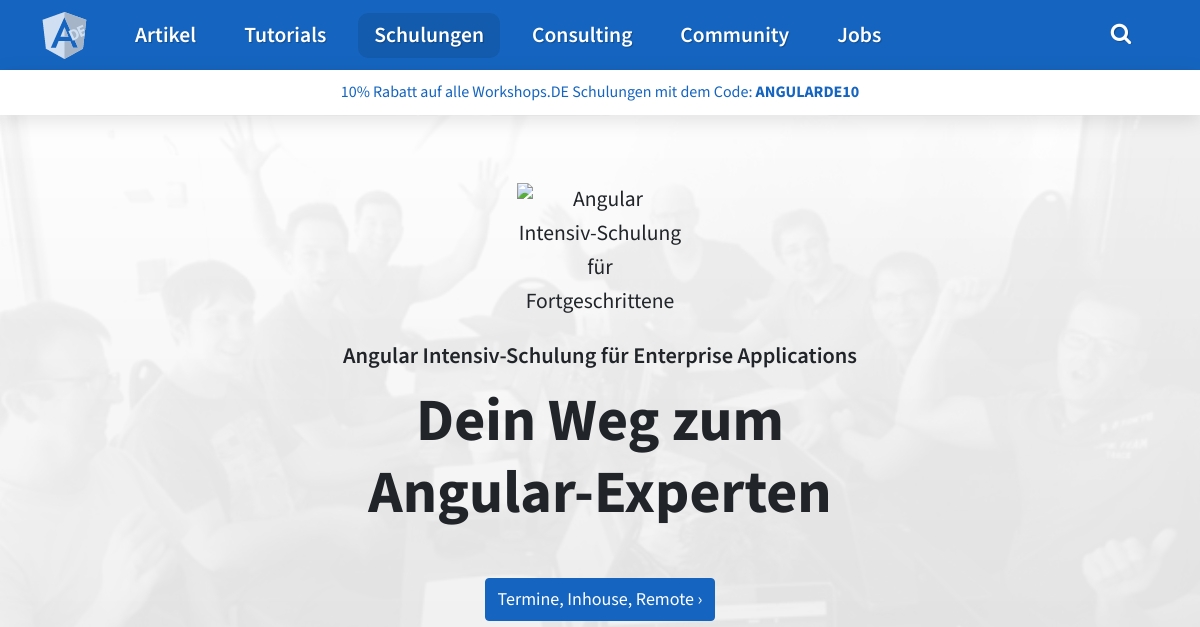 A DE
Artikel Tutorials Schulungen Consulting Community Jobs
10% Rabatt auf alle Workshops.DE Schulungen mit dem Code: ANGULARDE10
Angular
Intensiv-Schulung
für
Fortgeschrittene
Angular Intensiv-Schulung für Enterprise Applications
Dein Weg zum
Angular-Experten
Termine, Inhouse, Remote ›